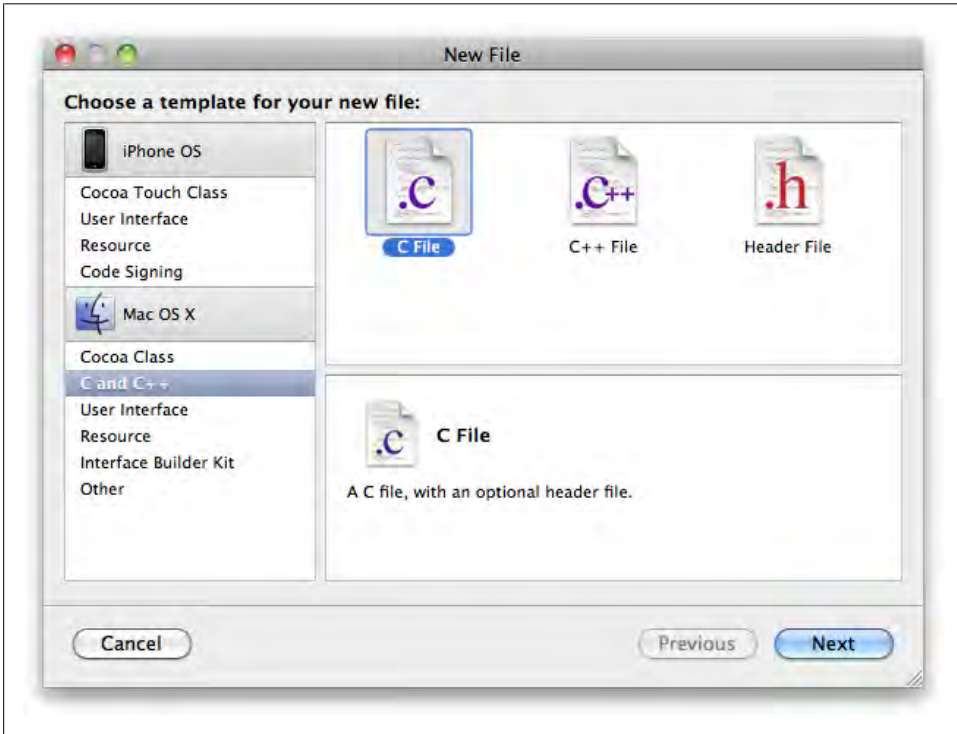 New File
Choose a template for your new file:
iPhone OS
Cocoa Touch Class
User Interface
Resource
Code Signing
Mac OS X
Cocoa Class
C and C++
User Interface
Resource
Interface Builder Kit
Other
.c
C File
.C++
C++ File
.h
Header File
.c
C File
A C file, with an optional header file.
Cancel
Previous
Next